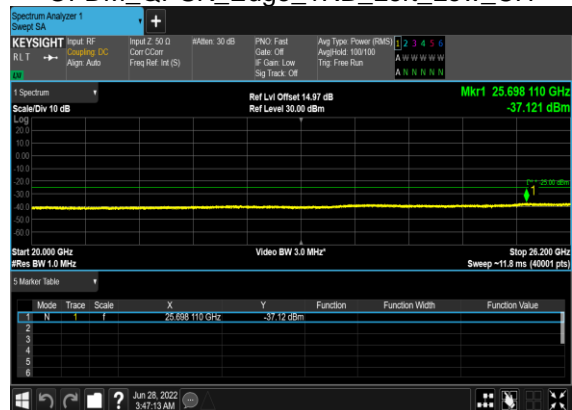 Spectrum Analyzer 1
Swept SA
KEYSIGHT Input: RF Input Z: 50 Ω #Atten: 30 dB PNO: Fast Avg Type: Power (RMS) 1 2 3 4 5 6
RLT Coupling: DC Corr CCorr Gate: Off Avg|Hold: 100/100 A W W W W W
Align: Auto Freq Ref: Int (S) IF Gain: Low Trig: Free Run
Sig Track: Off A N N N N N
1 Spectrum Ref Lvl Offset 14.97 dB Mkr1 25.698 110 GHz
Scale/Div 10 dB Ref Level 30.00 dBm -37.121 dBm
Log
20.0
10.0
0.00
-10.0
-20.0
-30.0
-40.0
-50.0
-60.0
1
Start 20.000 GHz Video BW 3.0 MHz* Stop 26.200 GHz
#Res BW 1.0 MHz Sweep ~11.8 ms (40001 pts)
5 Marker Table
Mode Trace Scale X Y Function Function Width Function Value
1 N 1 f 25.698 110 GHz -37.12 dBm
2
3
4
5
6
Jun 28, 2022
3:47:13 AM